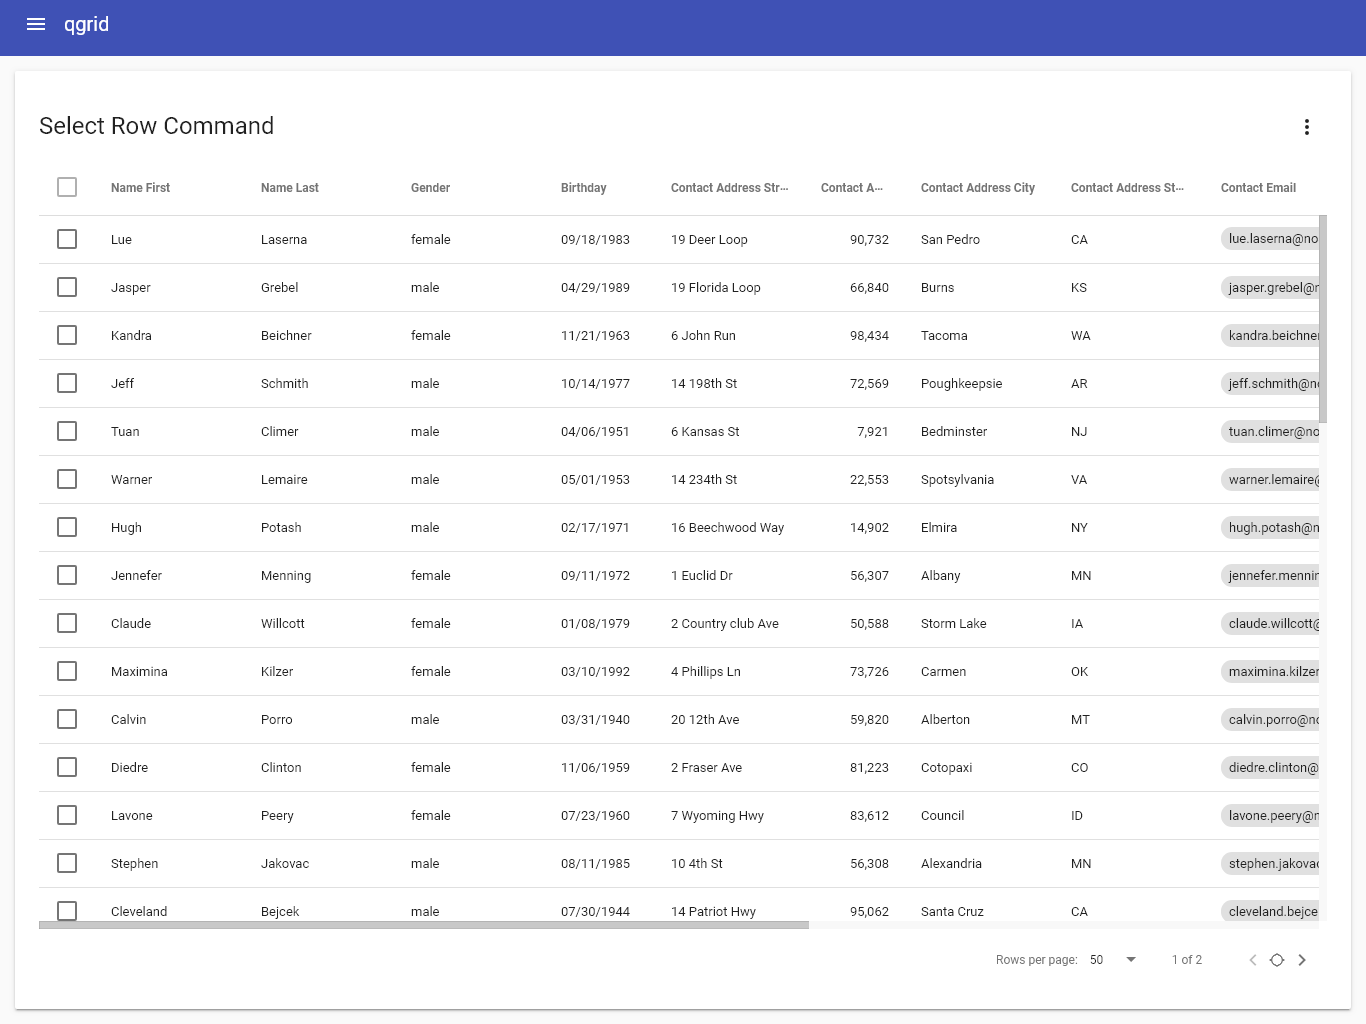 qgrid
Select Row Command
Name First Name Last Gender Birthday Contact Address Str... Contact A... Contact Address City Contact Address St... Contact Email
Lue Laserna female 09/18/1983 19 Deer Loop 90,732 San Pedro CA lue.laserna@no
Jasper Grebel male 04/29/1989 19 Florida Loop 66,840 Burns KS jasper.grebel@n
Kandra Beichner female 11/21/1963 6 John Run 98,434 Tacoma WA kandra.beichner
Jeff Schmith male 10/14/1977 14 198th St 72,569 Poughkeepsie AR jeff.schmith@no
Tuan Climer male 04/06/1951 6 Kansas St 7,921 Bedminster NJ tuan.climer@no
Warner Lemaire male 05/01/1953 14 234th St 22,553 Spotsylvania VA warner.lemaire@
Hugh Potash male 02/17/1971 16 Beechwood Way 14,902 Elmira NY hugh.potash@n
Jennefer Menning female 09/11/1972 1 Euclid Dr 56,307 Albany MN jennefer.mennin
Claude Willcott female 01/08/1979 2 Country club Ave 50,588 Storm Lake IA claude.willcott@
Maximina Kilzer female 03/10/1992 4 Phillips Ln 73,726 Carmen OK maximina.kilzer
Calvin Porro male 03/31/1940 20 12th Ave 59,820 Alberton MT calvin.porro@no
Diedre Clinton female 11/06/1959 2 Fraser Ave 81,223 Cotopaxi CO diedre.clinton@
Lavone Peery female 07/23/1960 7 Wyoming Hwy 83,612 Council ID lavone.peery@n
Stephen Jakovac male 08/11/1985 10 4th St 56,308 Alexandria MN stephen.jakovac
Cleveland Bejcek male 07/30/1944 14 Patriot Hwy 95,062 Santa Cruz CA cleveland.bejce
Rows per page: 50 1 of 2